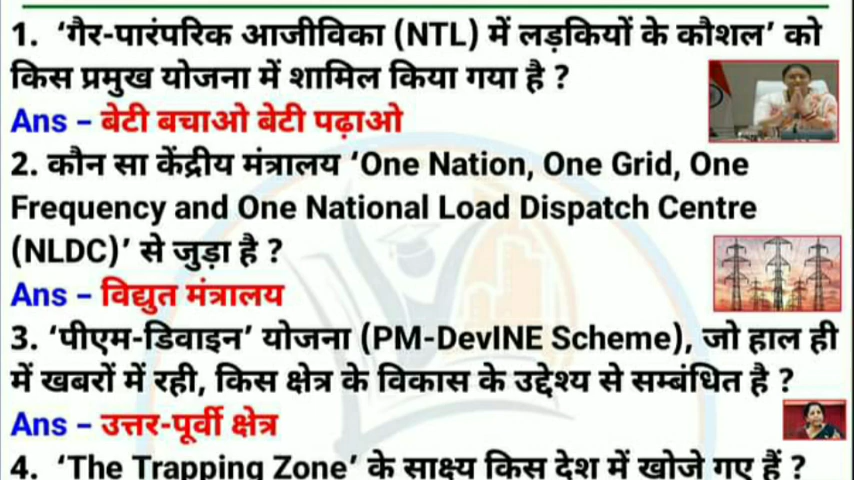 1. ‘गैर-पारंपरिक आजीविका (NTL) में लड़कियों के कौशल’ को
किस प्रमुख योजना में शामिल किया गया है ?
Ans – बेटी बचाओ बेटी पढ़ाओ
2. कौन सा केंद्रीय मंत्रालय ‘One Nation, One Grid, One
Frequency and One National Load Dispatch Centre
(NLDC)’ से जुड़ा है ?
Ans – विद्युत मंत्रालय
3. ‘पीएम-डिवाइन’ योजना (PM-DevINE Scheme), जो हाल ही
में खबरों में रही, किस क्षेत्र के विकास के उद्देश्य से सम्बंधित है ?
Ans – उत्तर-पूर्वी क्षेत्र
4. ‘The Trapping Zone’ के साक्ष्य किस देश में खोजे गए हैं ?